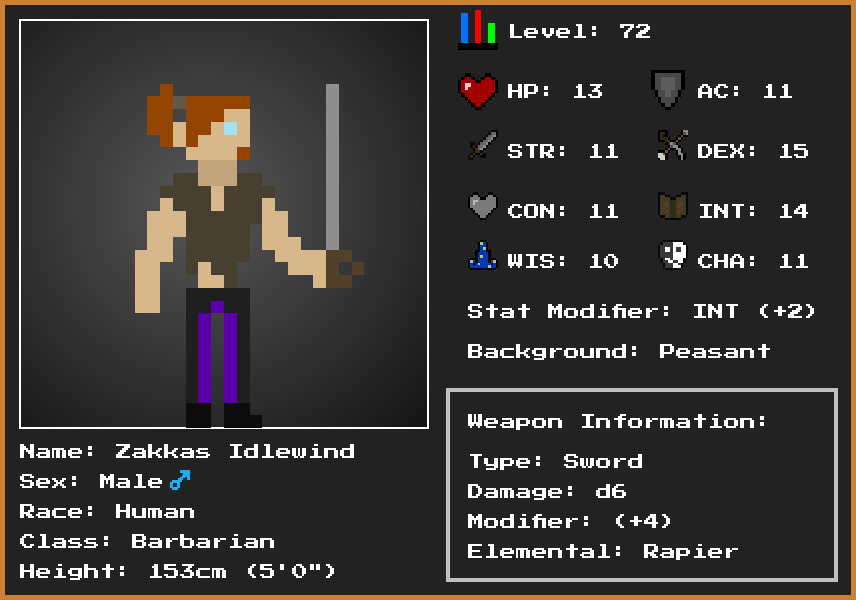 Level: 72
HP: 13 AC: 11
STR: 11 DEX: 15
CON: 11 INT: 14
WIS: 10 CHA: 11
Stat Modifier: INT (+2)
Background: Peasant
Weapon Information:
Type: Sword
Damage: d6
Modifier: (+4)
Elemental: Rapier
Name: Zakkas Idlewind
Sex: Male ♂
Race: Human
Class: Barbarian
Height: 153cm (5'0")